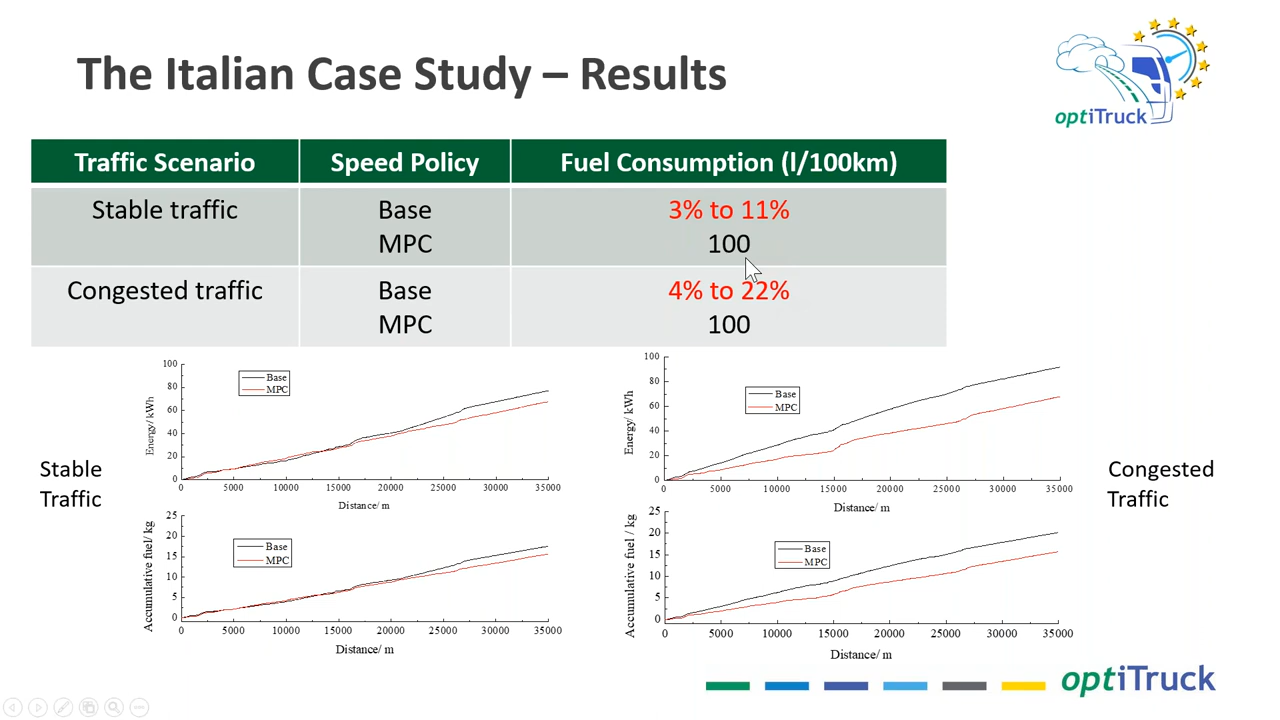 The Italian Case Study – Results
optiTruck
Traffic Scenario Speed Policy Fuel Consumption (l/100km)
Stable traffic Base 3% to 11%
MPC 100
Congested traffic Base 4% to 22%
MPC 100
Stable
Traffic
100
80
60
40
20
0
Energy/ kWh
Base
MPC
0 5000 10000 15000 20000 25000 30000 35000
Distance/ m
100
80
60
40
20
0
Energy/ kWh
Base
MPC
0 5000 10000 15000 20000 25000 30000 35000
Distance/ m
25
20
15
10
5
0
Accumulative fuel/ kg
Base
MPC
0 5000 10000 15000 20000 25000 30000 35000
Distance/ m
25
20
15
10
5
0
Accumulative fuel / kg
Base
MPC
0 5000 10000 15000 20000 25000 30000 35000
Distance/ m
Congested
Traffic
optiTruck